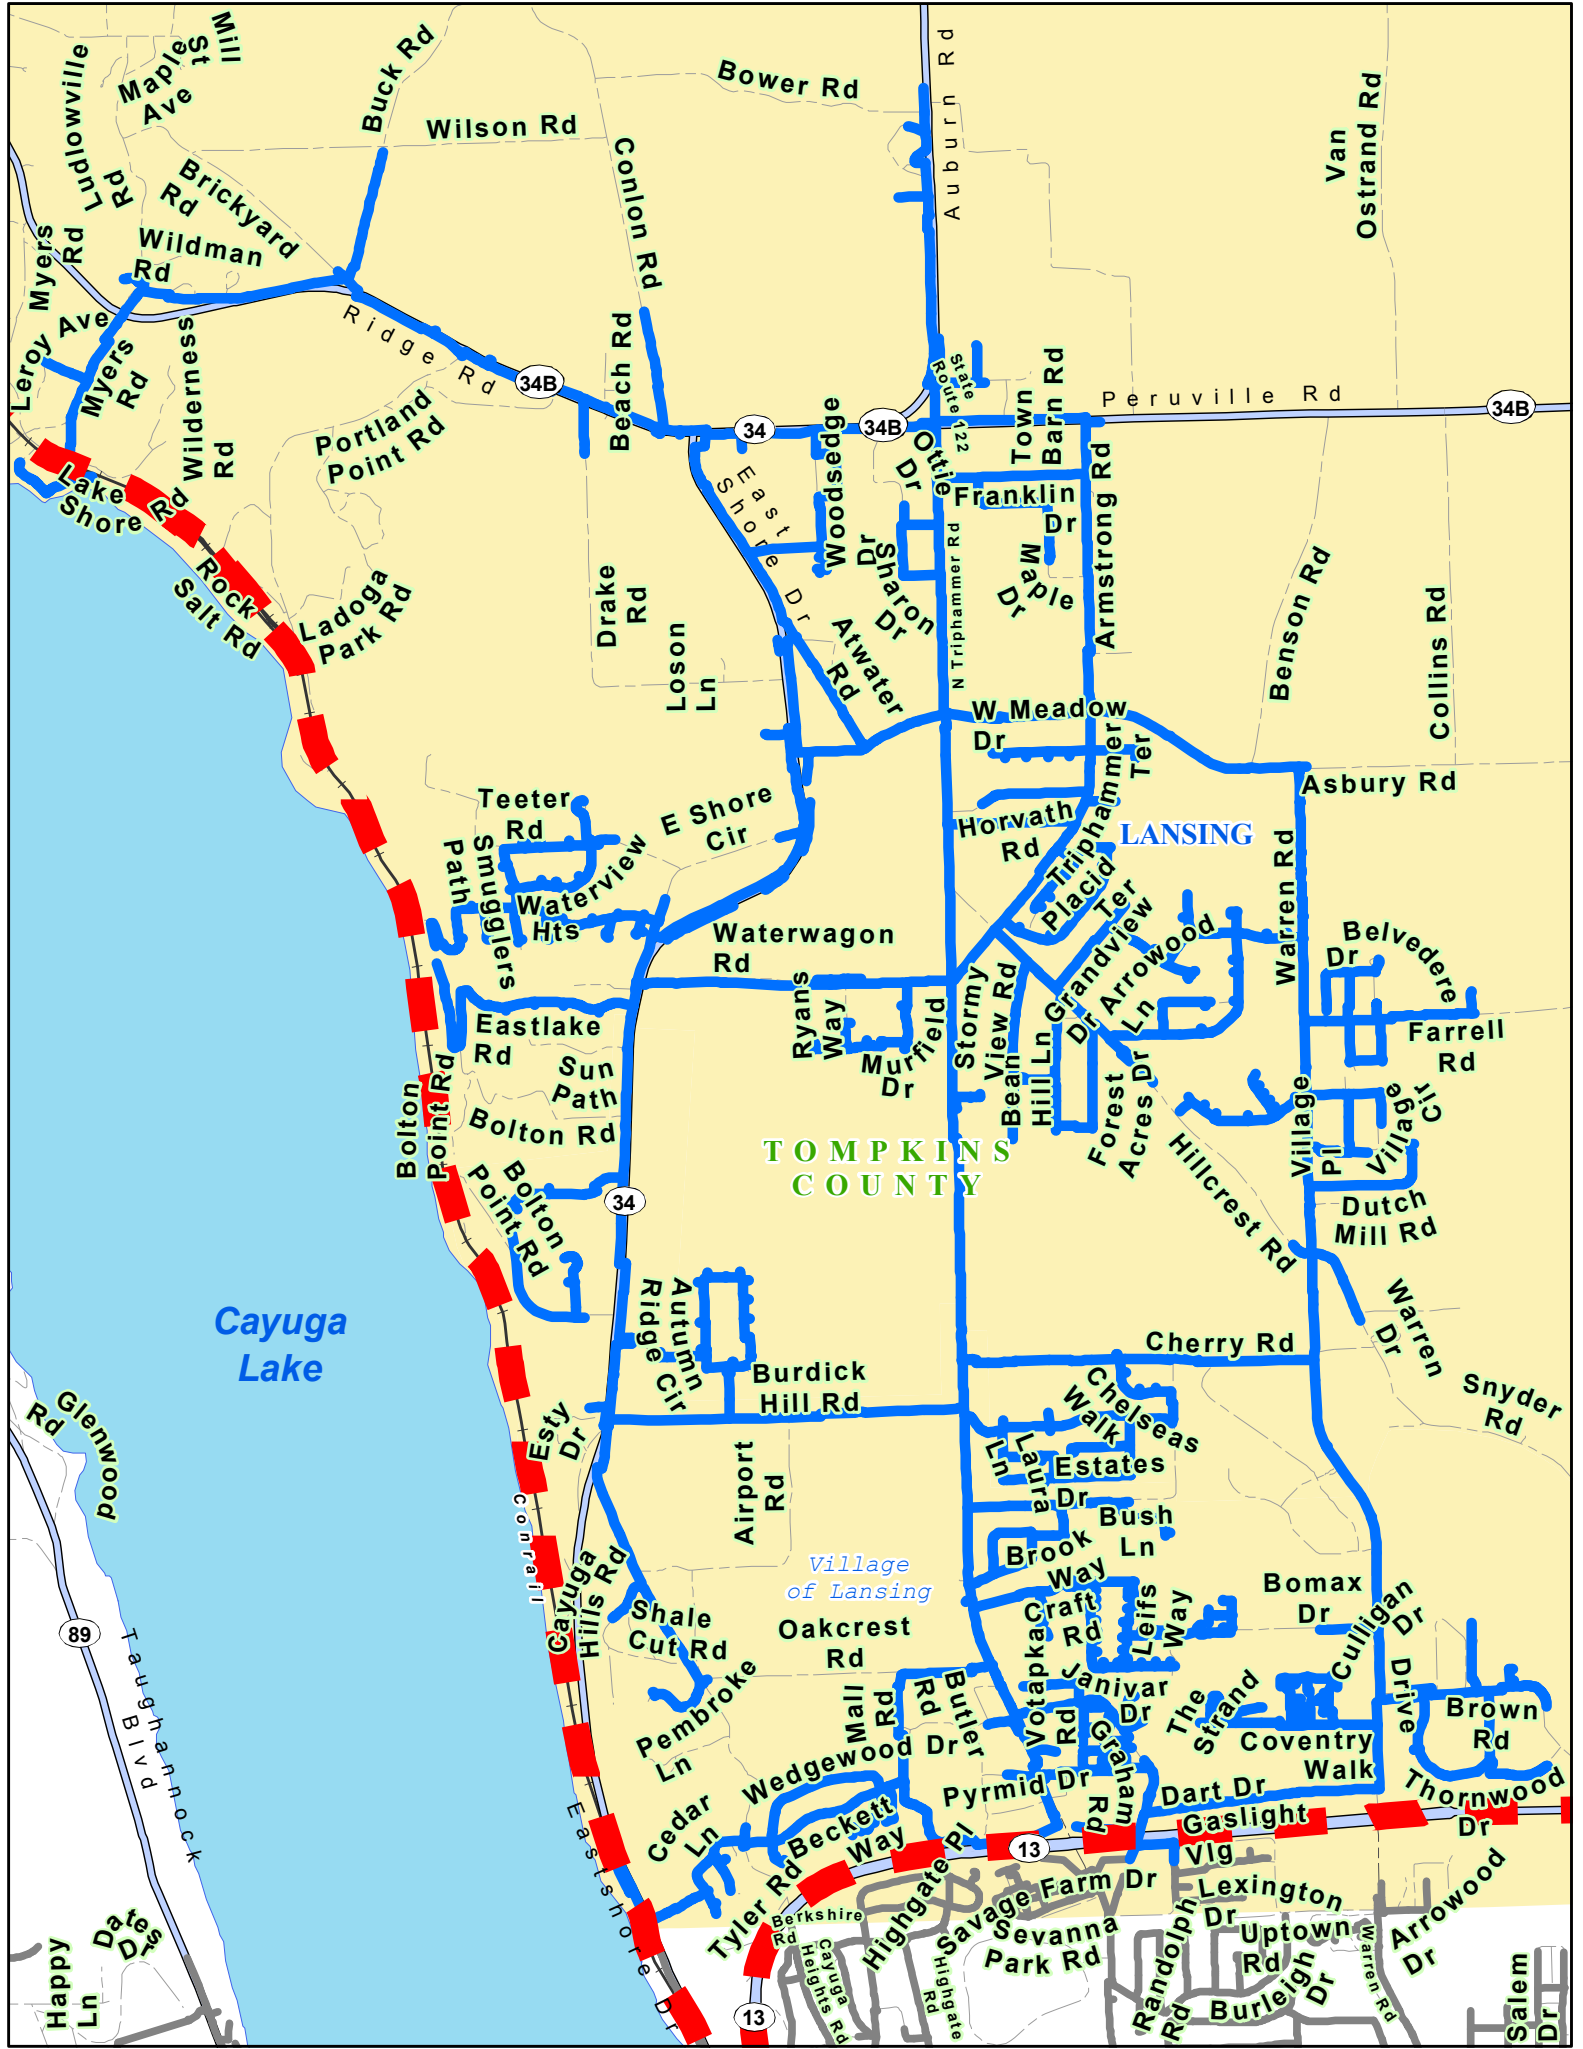 Mill
St
Maple
Ave
Luplowville
Rd
Buck Rd
Bower Rd
Wilson Rd
Auburn Rd
Van
Ostrand Rd
Conlon Rd
Brickyard
Rd
Myers
Rd
Wildman
Rd
Leroy Ave
Myers
Rd
Wilderness
Rd
Ridge Rd
34B
Beach Rd
Portland
Point Rd
34
34B
Woodsedge
Dr
State
Route 122
Ottie
Dr
Town
Barn Rd
Peruville Rd
34B
Lake
Shore Rd
East
Shore Dr
Franklin
Dr
Armstrong Rd
Rock
Salt Rd
Ladoga
Park Rd
Drake
Rd
Loson
Ln
Sharon
Dr
N Triphammer Rd
Maple
Dr
Atwater
Rd
Benson Rd
Collins Rd
W Meadow
Dr
Triphammer
Ter
Asbury Rd
Teeter
Rd
E Shore
Cir
Horvath
Rd
Triphammer
Ter
LANSING
Smugglers
Path
Waterview
Hts
Placid
Grandview
Dr
Arrowood
Ln
Warren Rd
Waterwagon
Rd
Belvedere
Dr
Ryans
Way
Murfield
Dr
Stormy
View Rd
Bean
Hill Ln
Farrell
Rd
Eastlake
Rd
Sun
Path
Bolton
Point Rd
Bolton Rd
Forest
Acres Dr
Village
Pl
Village
Cir
TOMPKINS
COUNTY
Bolton
Point Rd
34
Hillcrest Rd
Dutch
Mill Rd
Cayuga
Lake
Autumn
Ridge
Cir
Warren
Dr
Cherry Rd
Burdick
Hill Rd
Chelseas
Walk
Snyder
Rd
Glenwood
Rd
Esty
Dr
Laura
Ln
Estates
Dr
Airport
Rd
Conrail
Bush
Ln
Brook
Way
Village
of Lansing
Cayuga
Hills Rd
Shale
Cut Rd
Oakcrest
Rd
Craft
Rd
Leifs
Way
Bomax
Dr
Culligan
Dr
89
Taughannock
Blvd
Votapka
Rd
Janivar
Dr
Butler
Rd
Mall
Rd
The
Strand
Drive
Brown
Rd
Pembroke
Ln
Wedgewood Dr
Graham
Rd
Coventry
Walk
Pyrmid Dr
Dart Dr
Thornwood
Dr
Cedar
Ln
Beckett
Way
Gaslight
Vlg
13
Eastshore Dr
Highgate Pl
Savage Farm Dr
Lexington
Dr
Tyler Rd
Berkshire
Rd
Cayuga
Heights Rd
Highgate
Rd
Sevanna
Park Rd
Randolph
Rd
Uptown
Rd
Burleigh
Dr
Warren Rd
Arrowood
Dr
Dates
Dr
Happy
Ln
13
Salem
Dr